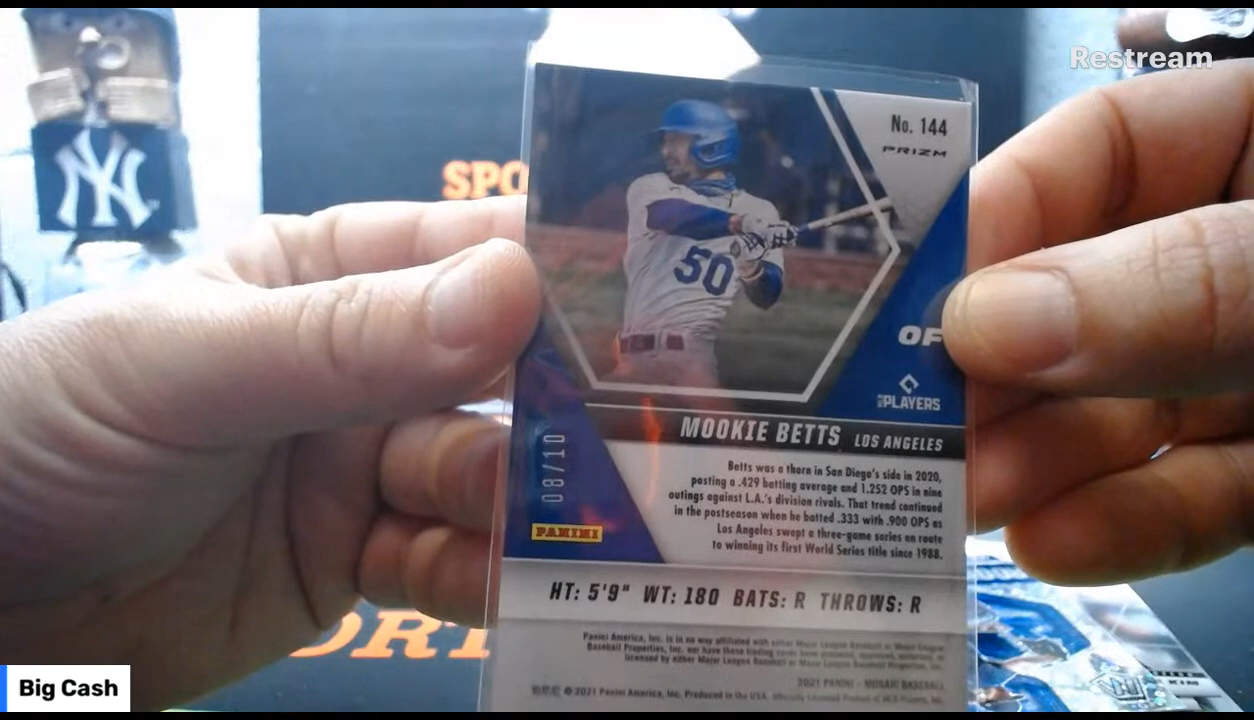 Restream
NY
SPO
No. 144
PRIZM
50
OF
PLAYERS
MOOKIE BETTS LOS ANGELES
08/10
Betts was a thorn in San Diego's side in 2020,
posting a .429 batting average and 1.252 OPS in nine
outings against L.A.'s division rivals. That trend continued
in the postseason when he batted .333 with .900 OPS as
Los Angeles swept a three-game series en route
to winning its first World Series title since 1988.
PANINI
HT: 5'9" WT: 180 BATS: R THROWS: R
ORT
Panini America, Inc. is in no way affiliated with either Major League Baseball or Major League
Baseball Properties, Inc. nor have these trading cards been prepared, approved, endorsed or
licensed by either Major League Baseball or Major League Baseball Properties, Inc.
2021 PANINI - MOSAIC BASEBALL
© 2021 Panini America, Inc. Produced in the USA. Officially Licensed Product of MLB Players, Inc.
KIM
Big Cash